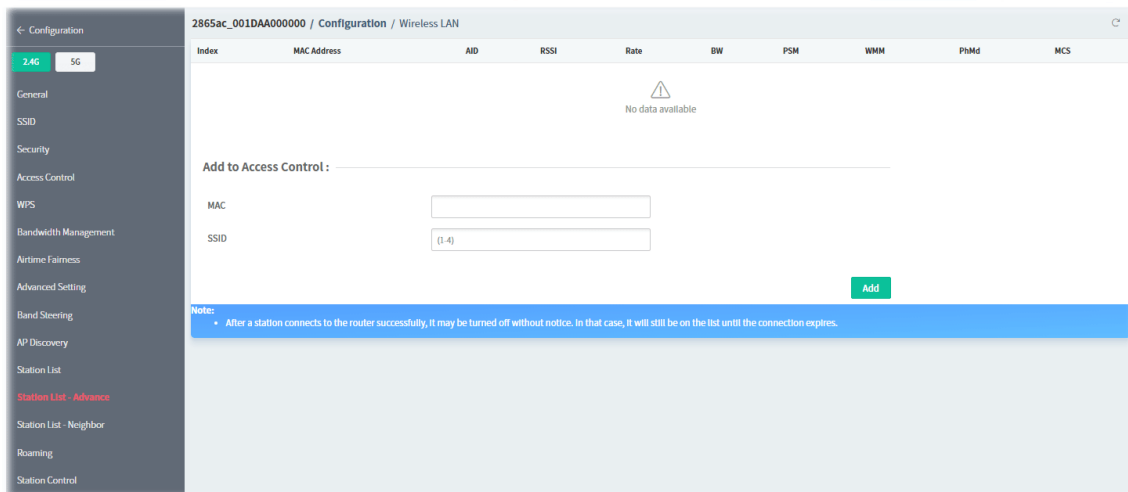 ← Configuration
2.4G 5G
General
SSID
Security
Access Control
WPS
Bandwidth Management
Airtime Fairness
Advanced Setting
Band Steering
AP Discovery
Station List
Station List - Advance
Station List - Neighbor
Roaming
Station Control
2865ac_001DAA000000 / Configuration / Wireless LAN
Index MAC Address AID RSSI Rate BW PSM WMM PhMd MCS
No data available
Add to Access Control :
MAC
SSID (1-4)
Add
Note:
• After a station connects to the router successfully, it may be turned off without notice. In that case, it will still be on the list until the connection expires.